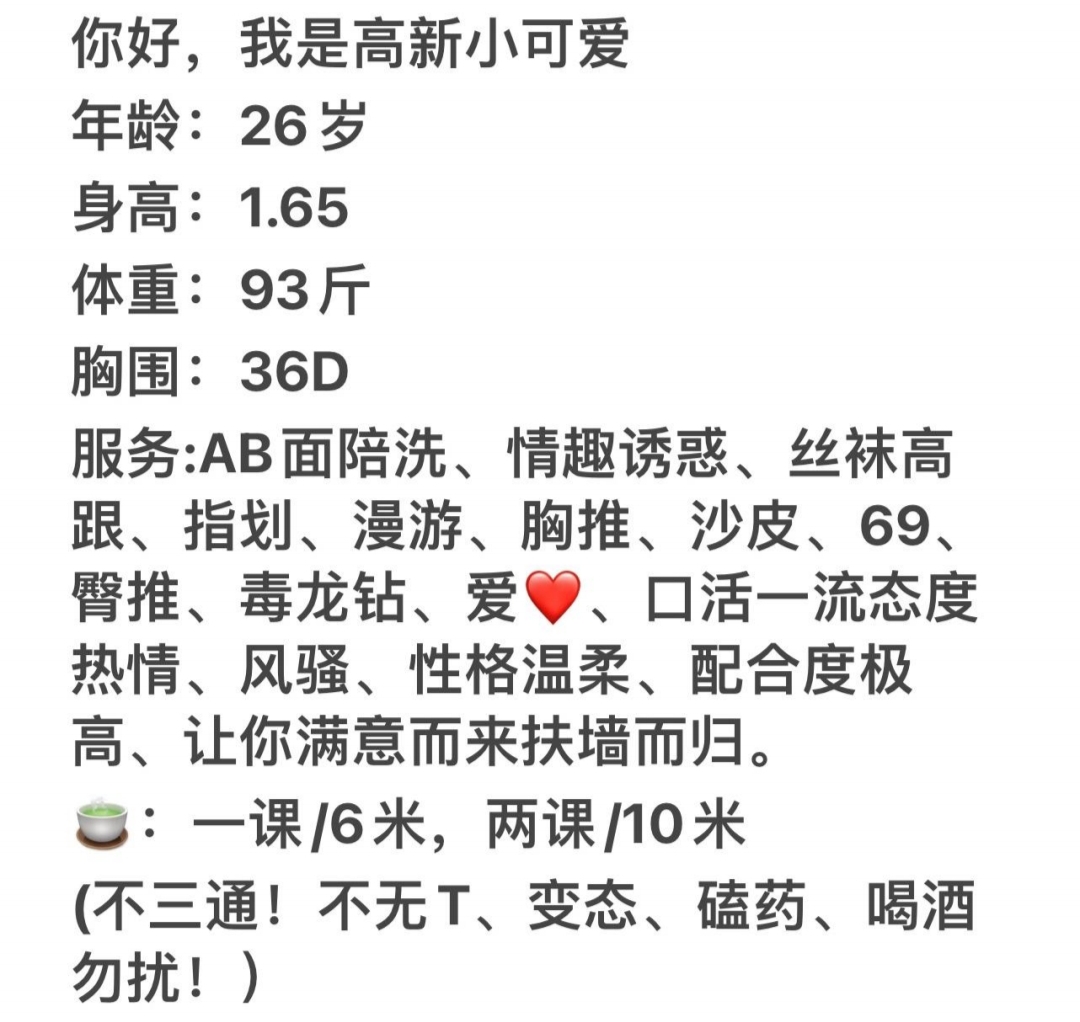 你好，我是高新小可爱
年龄：26岁
身高：1.65
体重：93斤
胸围：36D
服务:AB面陪洗、情趣诱惑、丝袜高
跟、指划、漫游、胸推、沙皮、69、
臀推、毒龙钻、爱❤️、口活一流态度
热情、风骚、性格温柔、配合度极
高、让你满意而来扶墙而归。
🍵：一课/6米，两课/10米
(不三通！不无T、变态、磕药、喝酒
勿扰！)